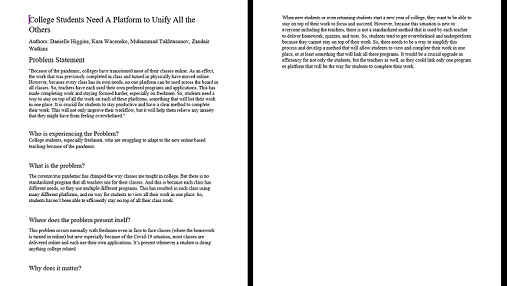 College Students Need A Platform to Unify All the
Others
Authors: Danielle Higgins, Kara Wacenske, Muhammad Tukhtasunov, Zandair
Watkins
Problem Statement
"Because of the pandemic, colleges have transitioned most of their classes online. As an effect,
the work that was previously completed in class and turned in physically have moved online.
However, because every class has its own needs, no one platform can be used across the board in
all classes. So, teachers each used their own preferred programs and applications. This has
made completing work and staying focused harder, especially on freshmen. So, students need a
way to stay on top of all the work on each of these platforms, something that will list their work
in one place. It is crucial for students to stay productive and have a clear method to complete
their work. This will not only improve their workflow, but it will help them relieve any anxiety
that they might have from feeling overwhelmed."
Who is experiencing the Problem?
College students, especially freshmen, who are struggling to adapt to the new online based
teaching because of the pandemic.
What is the problem?
The coronavirus pandemic has changed the way classes are taught in college. But there is no
standardized program that all teachers use for their classes. And this is because each class has
different needs, so they use multiple different programs. This has resulted in each class using
many different platforms, and no way for students to view all their work in one place. So,
students haven't been able to efficiently stay on top of all their class work.
Where does the problem present itself?
This problem occurs normally with freshmen even in face to face classes (where the homework
is turned in online) but now especially because of the Covid-19 situation, most classes are
delivered online and each use their own applications. It's present whenever a student is doing
anything college related
Why does it matter?
When new students or even returning students start a new year of college, they want to be able to
stay on top of their work to focus and succeed. However, because this situation is new to
everyone including the teachers, there is not a standardized method that is used by each teacher
to deliver homework, quizzes, and tests. So, students tend to get overwhelmed and underperform
because they cannot stay on top of their work. So, there needs to be a way to simplify this
process and develop a method that will allow students to view and complete their work in one
place, or at least something that will link all of these programs. It would be a crucial upgrade in
efficiency for not only the students, but the teachers as well, as they could link only one program
or platform that will be the way for students to complete their work.